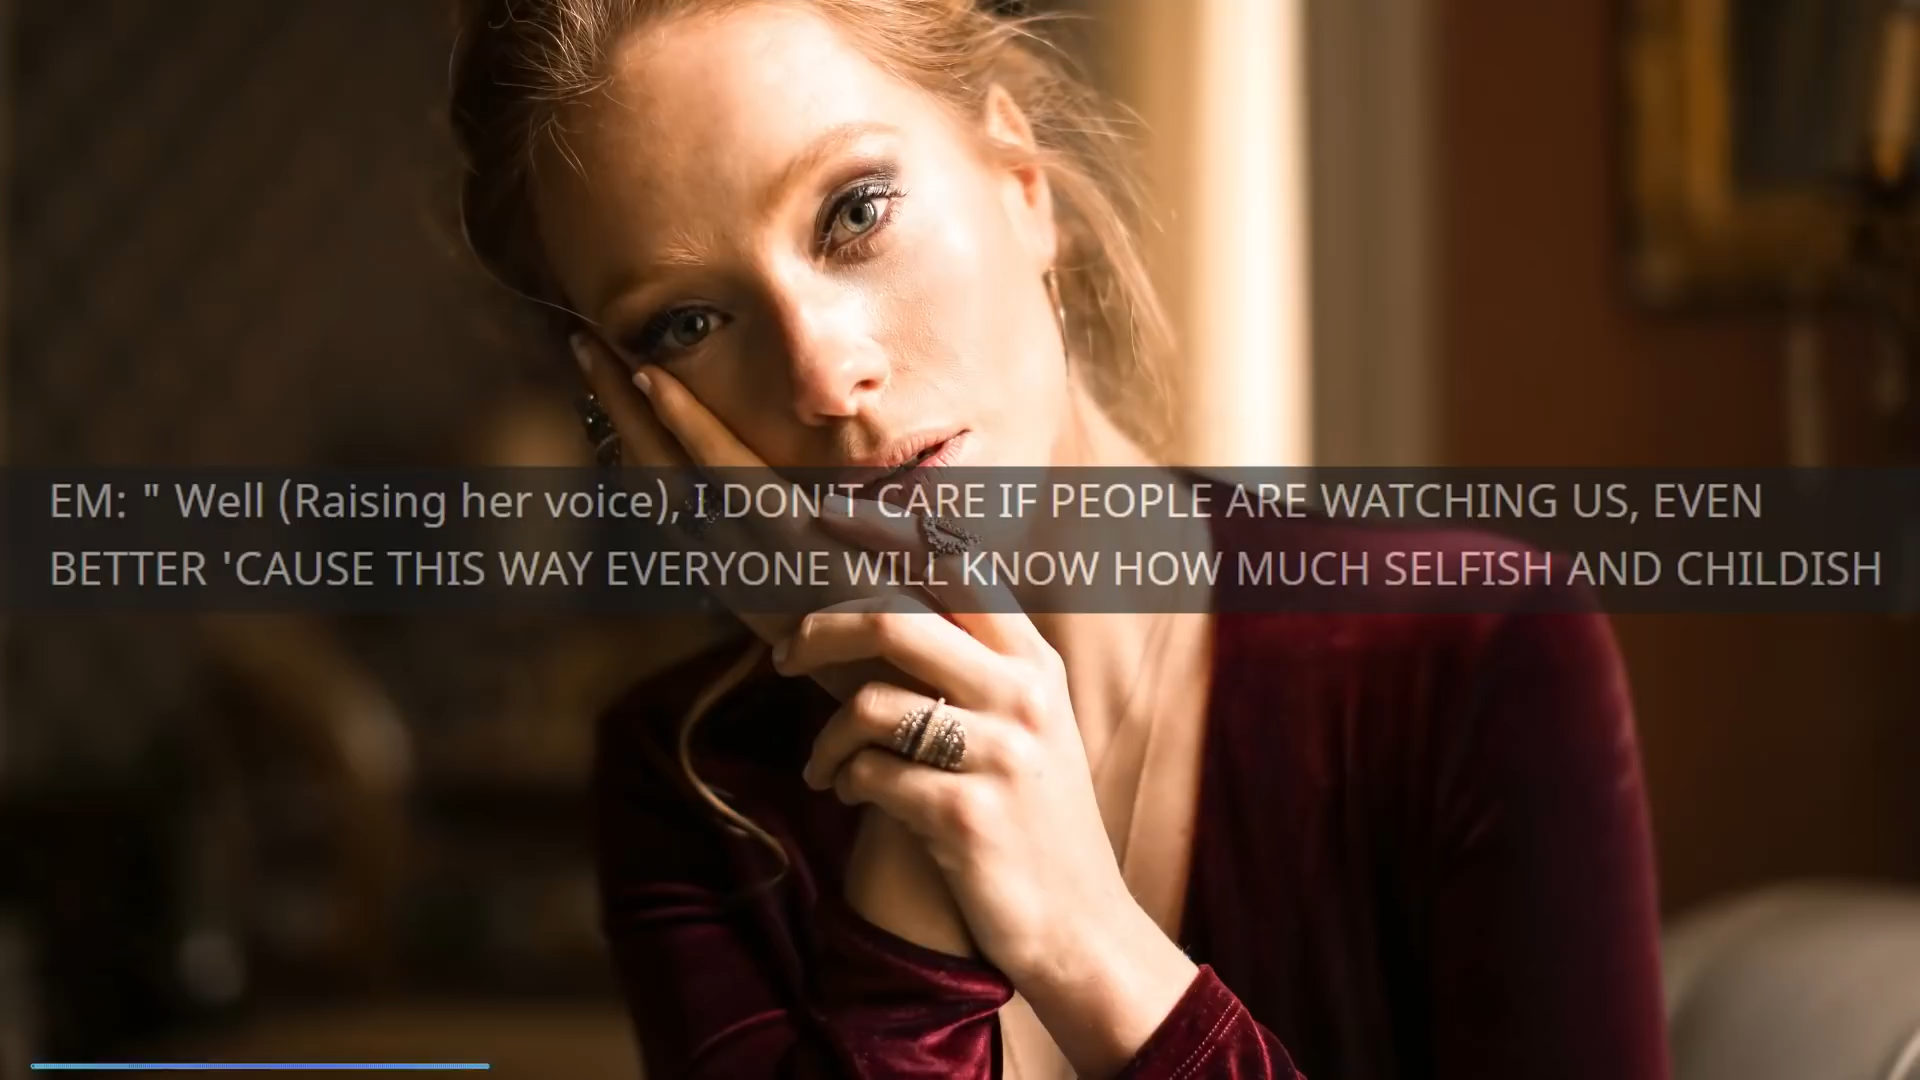 EM: " Well (Raising her voice), I DON'T CARE IF PEOPLE ARE WATCHING US, EVEN
BETTER 'CAUSE THIS WAY EVERYONE WILL KNOW HOW MUCH SELFISH AND CHILDISH